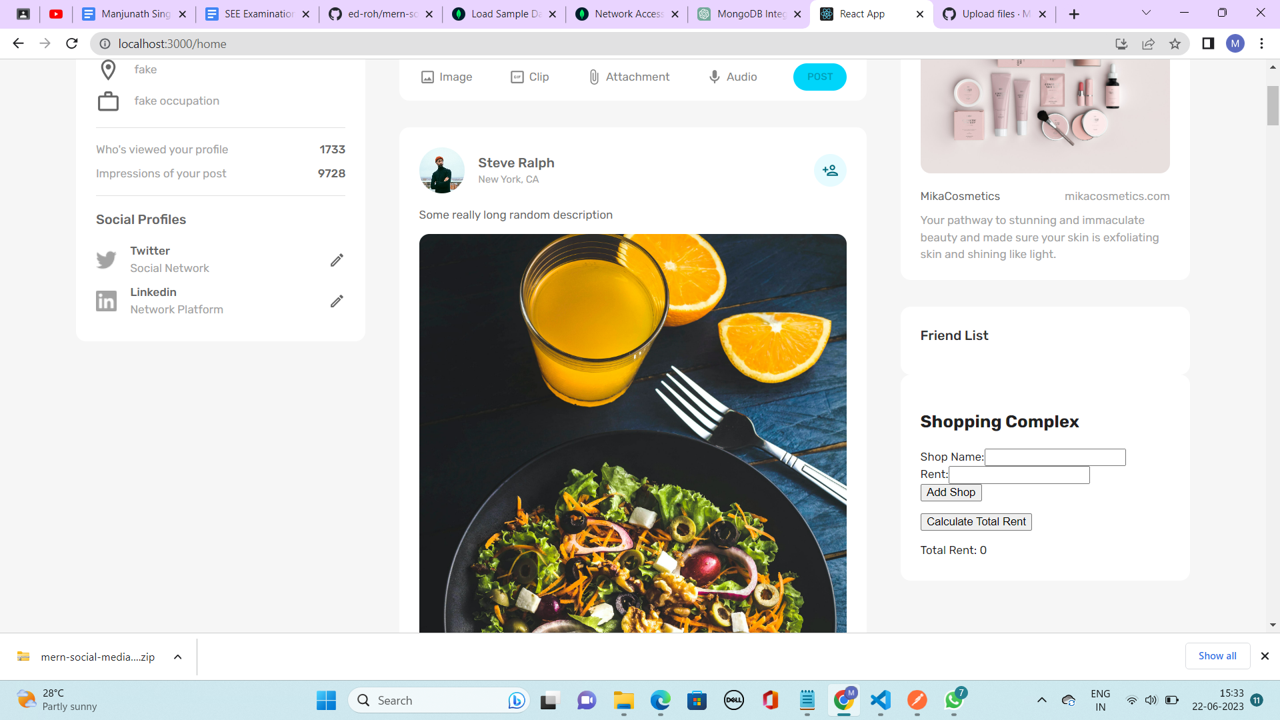 Manjunath Sing
SEE Examination
ed-roh/mern-so
Load Sample Da
Network Access
MongoDB Integ
React App
Upload files · M
localhost:3000/home
M
fake
fake occupation
Who's viewed your profile 1733
Impressions of your post 9728
Social Profiles
Twitter
Social Network
Linkedin
Network Platform
Image Clip Attachment Audio POST
Steve Ralph
New York, CA
Some really long random description
MikaCosmetics mikacosmetics.com
Your pathway to stunning and immaculate
beauty and made sure your skin is exfoliating
skin and shining like light.
Friend List
Shopping Complex
Shop Name:
Rent:
Add Shop
Calculate Total Rent
Total Rent: 0
mern-social-media....zip
Show all
28°C
Partly sunny
Search
DELL
M
7
ENG
IN
15:33
22-06-2023
11